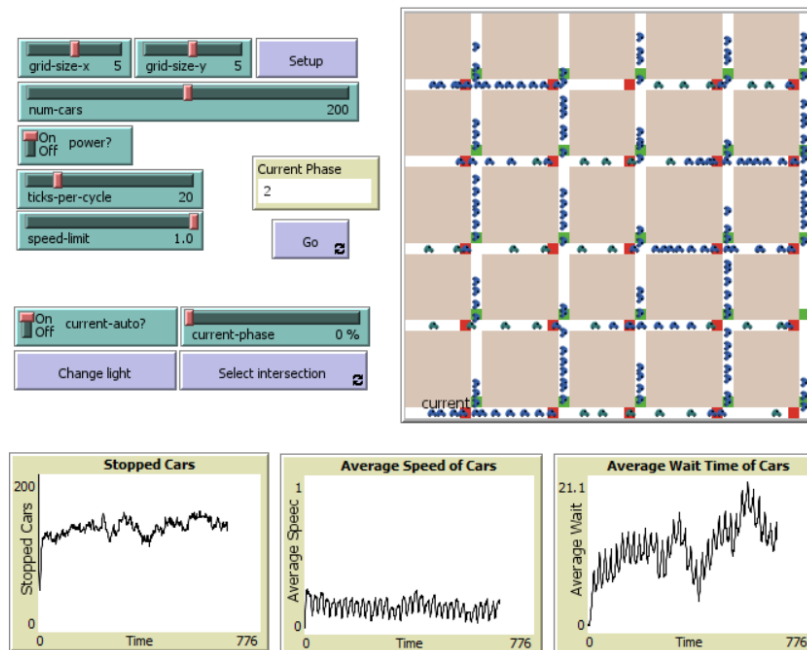 grid-size-x 5
grid-size-y 5
Setup
num-cars 200
On
Off
power?
ticks-per-cycle 20
speed-limit 1.0
Current Phase
2
Go
On
Off
current-auto?
current-phase 0 %
Change light
Select intersection
current
Stopped Cars
200
Stopped Cars
0
0
Time
776
Average Speed of Cars
1
Average Speec
0
0
Time
776
Average Wait Time of Cars
21.1
Average Wait
0
0
Time
776